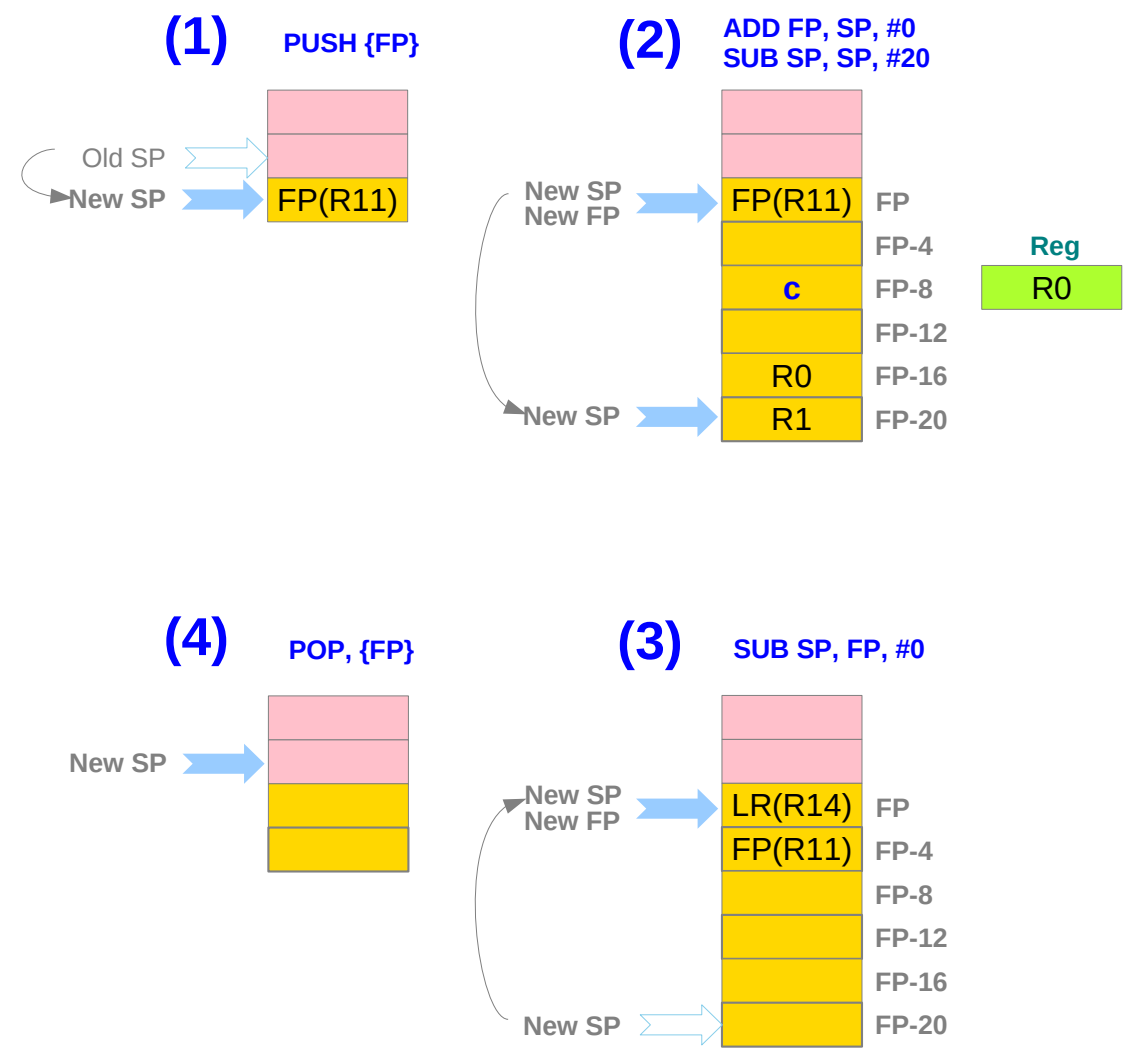 (1)
PUSH {FP}
Old SP
New SP
FP(R11)
(2)
ADD FP, SP, #0
SUB SP, SP, #20
New SP
New FP
FP(R11)
FP
FP-4
c
FP-8
FP-12
R0
FP-16
New SP
R1
FP-20
Reg
R0
(4)
POP, {FP}
New SP
(3)
SUB SP, FP, #0
New SP
New FP
LR(R14)
FP
FP(R11)
FP-4
FP-8
FP-12
FP-16
New SP
FP-20